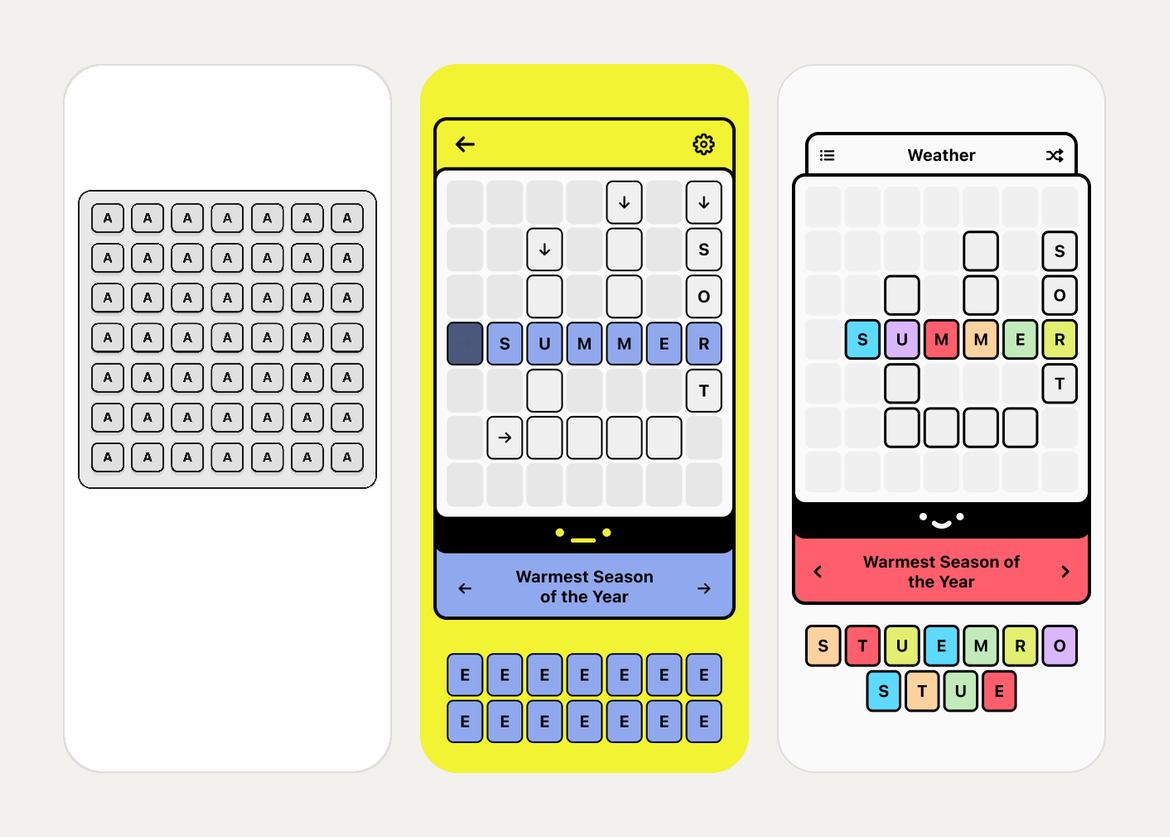 A A A A A A A
A A A A A A A
A A A A A A A
A A A A A A A
A A A A A A A
A A A A A A A
A A A A A A A
S
O
S U M M E R
T
Warmest Season
of the Year
E E E E E E E
E E E E E E E
Weather
S
O
S U M M E R
T
Warmest Season of
the Year
S T U E M R O
S T U E